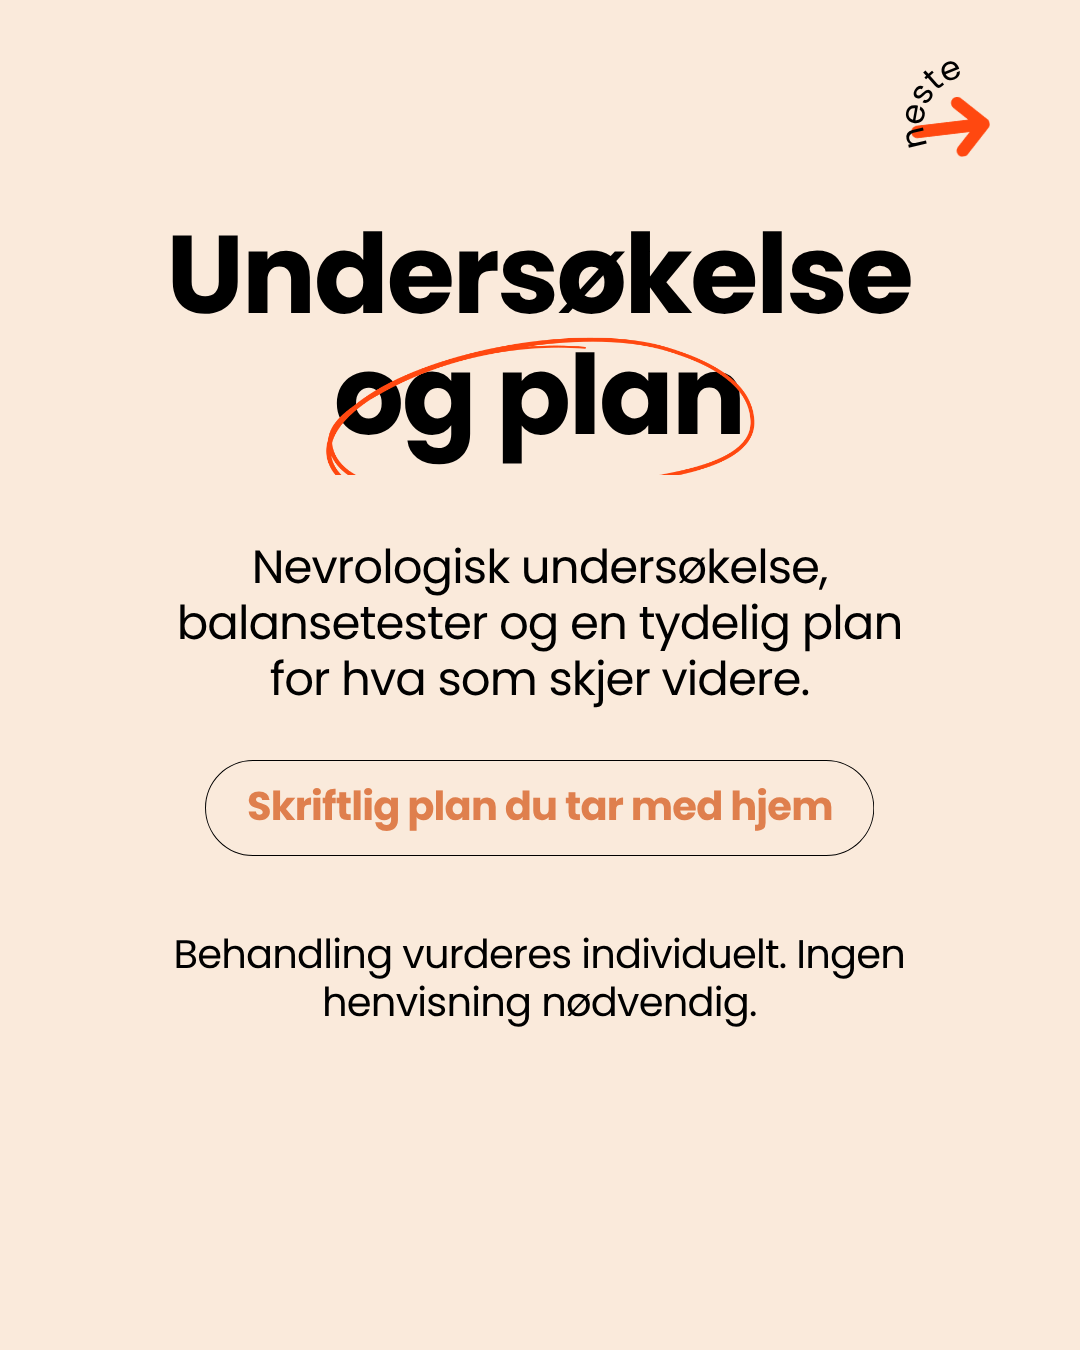 neste
Undersøkelse
og plan
Nevrologisk undersøkelse,
balansetester og en tydelig plan
for hva som skjer videre.
Skriftlig plan du tar med hjem
Behandling vurderes individuelt. Ingen
henvisning nødvendig.